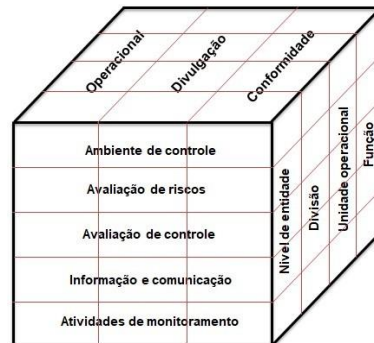 Operacional
Divulgação
Conformidade
Ambiente de controle
Avaliação de riscos
Avaliação de controle
Informação e comunicação
Atividades de monitoramento
Nível de entidade
Divisão
Unidade operacional
Função